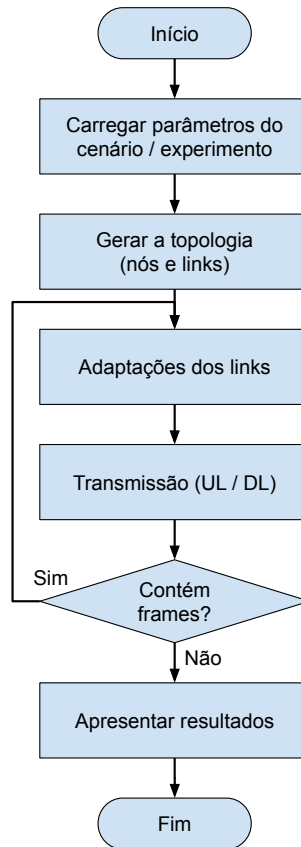 Início
Carregar parâmetros do
cenário / experimento
Gerar a topologia
(nós e links)
Adaptações dos links
Transmissão (UL / DL)
Sim
Contém
frames?
Não
Apresentar resultados
Fim